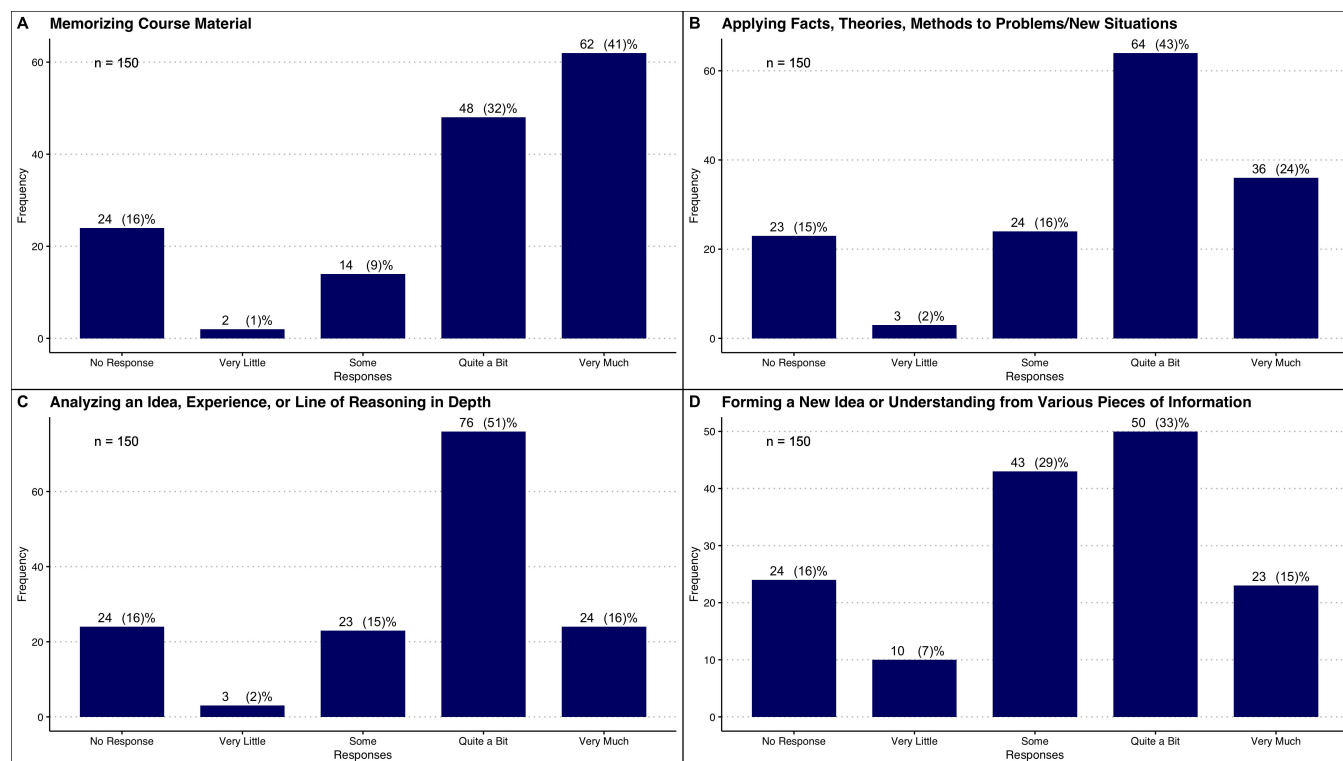 A Memorizing Course Material
n = 150
Frequency
60
40
20
0
24 (16)%
2 (1)%
14 (9)%
48 (32)%
62 (41)%
No Response Very Little Some Quite a Bit Very Much
Responses
B Applying Facts, Theories, Methods to Problems/New Situations
n = 150
Frequency
60
40
20
0
23 (15)%
3 (2)%
24 (16)%
64 (43)%
36 (24)%
No Response Very Little Some Quite a Bit Very Much
Responses
C Analyzing an Idea, Experience, or Line of Reasoning in Depth
n = 150
Frequency
60
40
20
0
24 (16)%
3 (2)%
23 (15)%
76 (51)%
24 (16)%
No Response Very Little Some Quite a Bit Very Much
Responses
D Forming a New Idea or Understanding from Various Pieces of Information
n = 150
Frequency
50
40
30
20
10
0
24 (16)%
10 (7)%
43 (29)%
50 (33)%
23 (15)%
No Response Very Little Some Quite a Bit Very Much
Responses